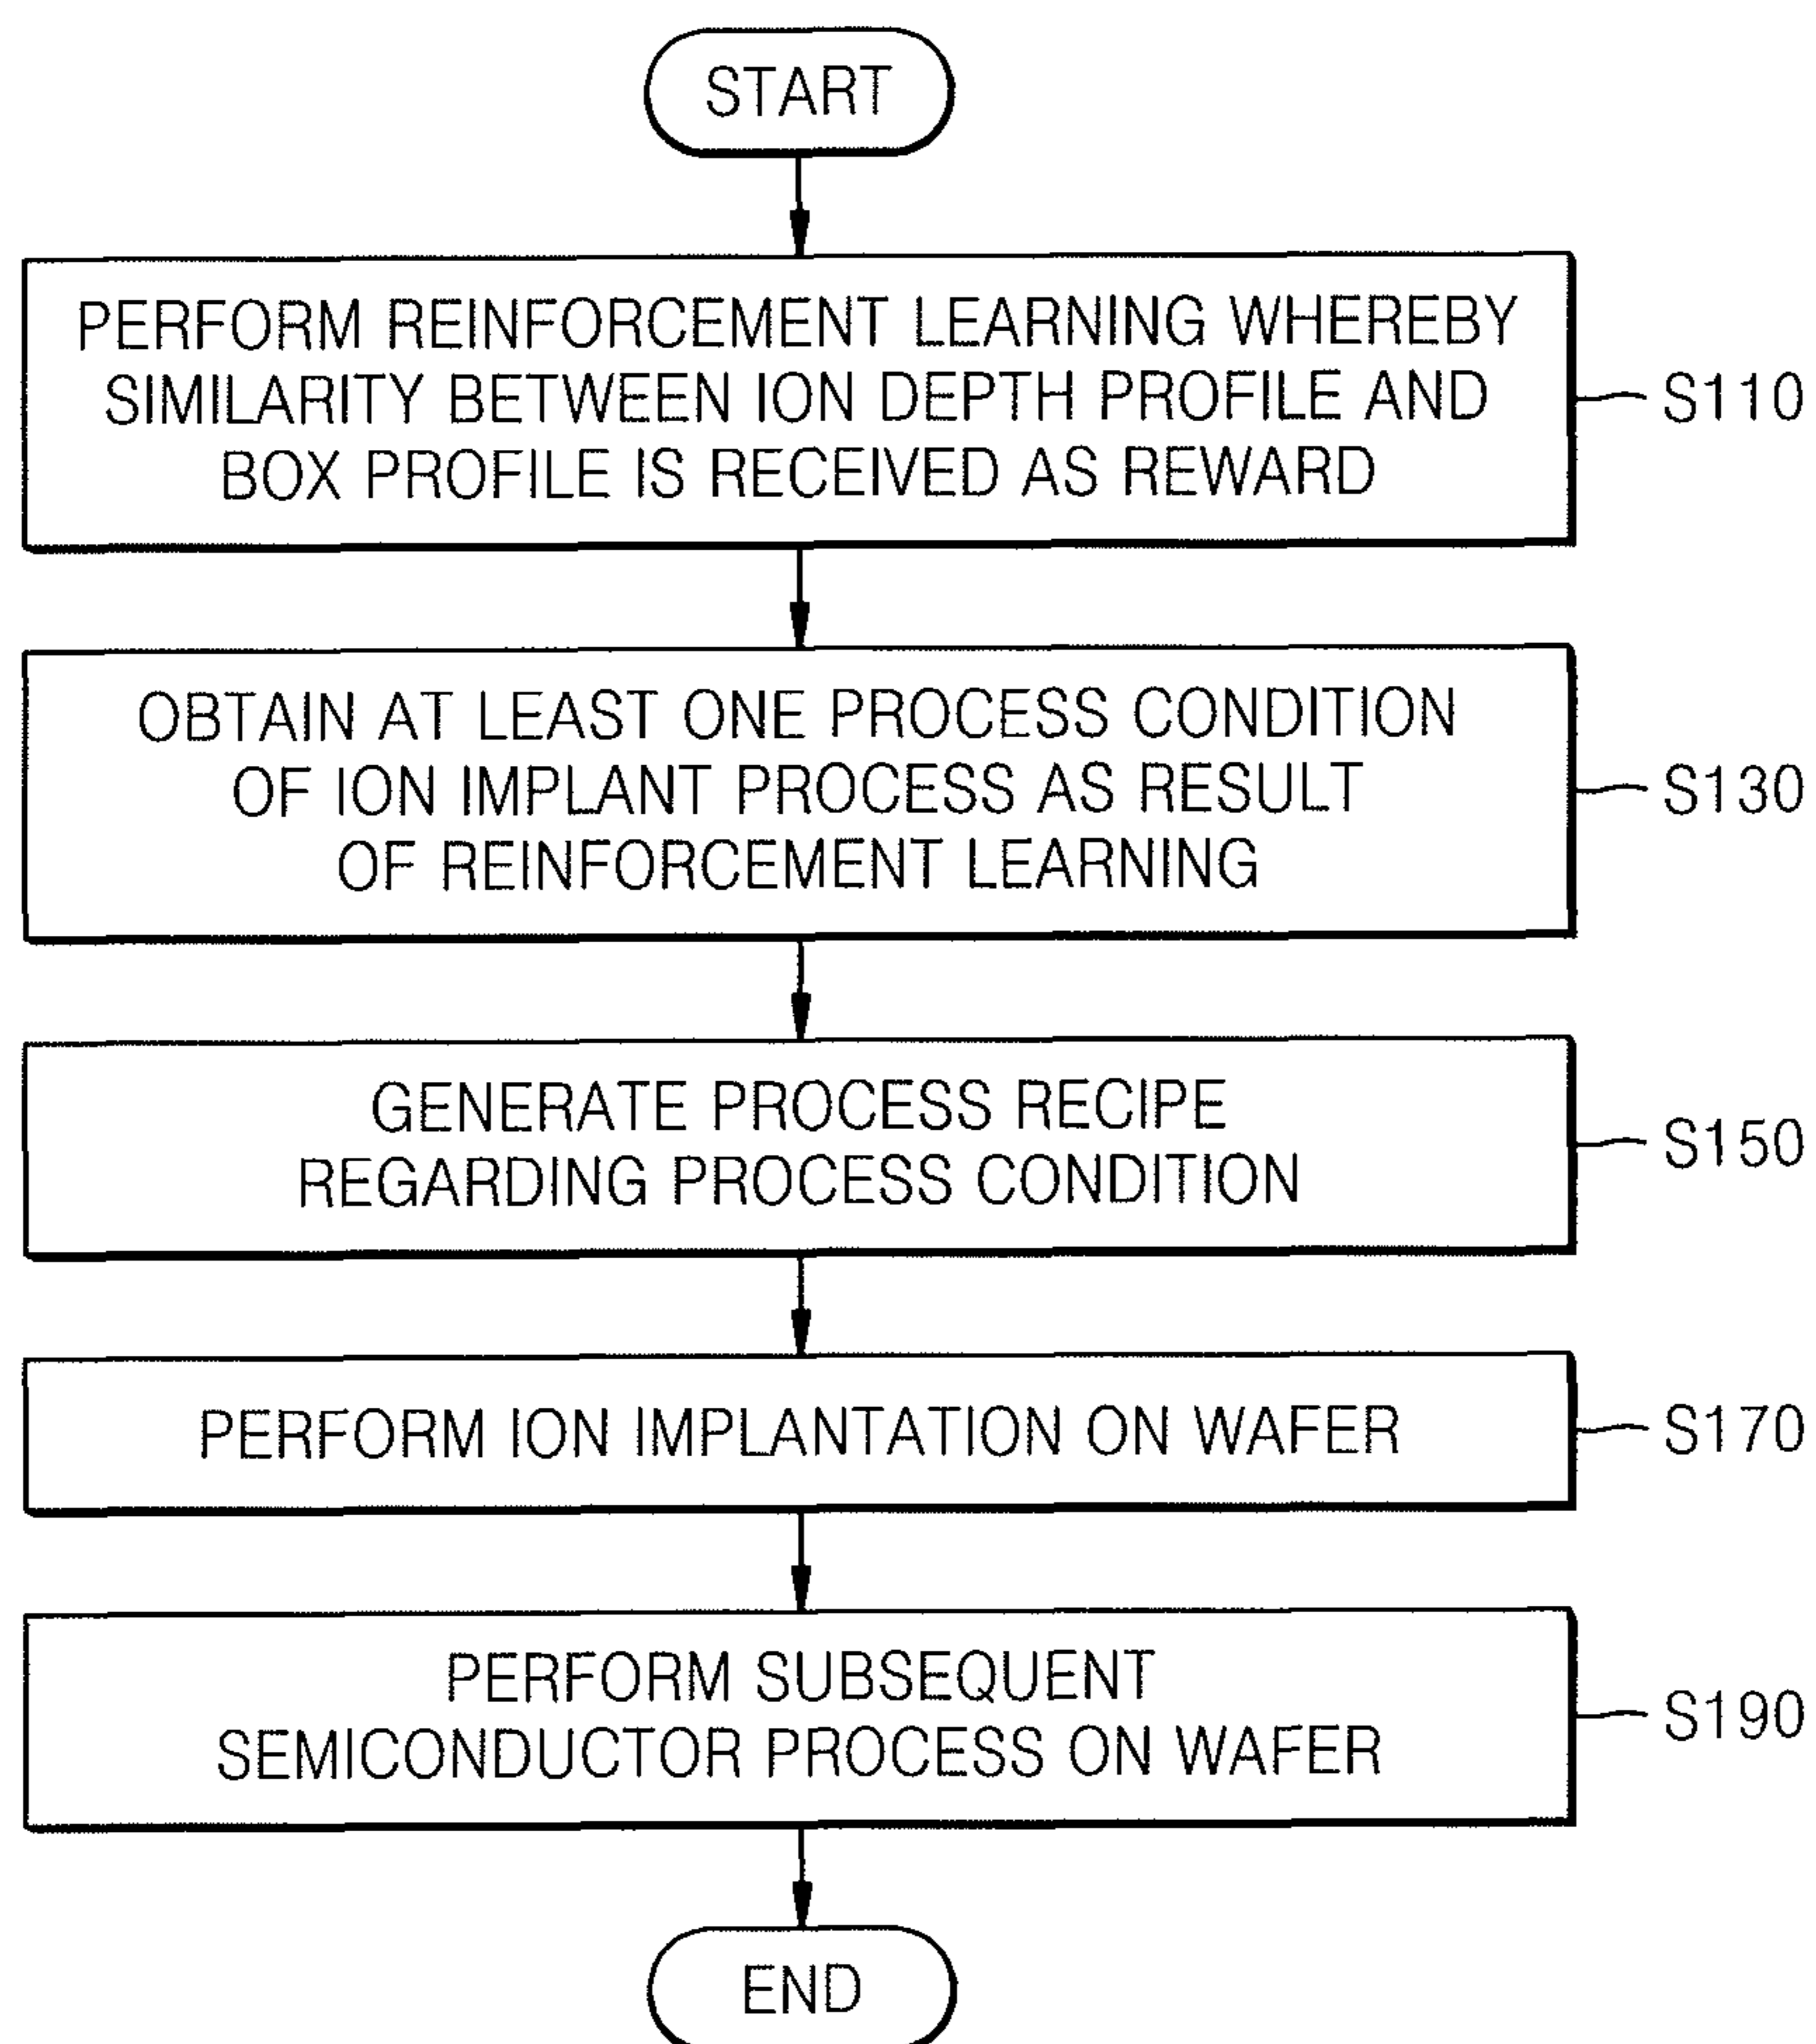 START
PERFORM REINFORCEMENT LEARNING WHEREBY
SIMILARITY BETWEEN ION DEPTH PROFILE AND
BOX PROFILE IS RECEIVED AS REWARD
S110
OBTAIN AT LEAST ONE PROCESS CONDITION
OF ION IMPLANT PROCESS AS RESULT
OF REINFORCEMENT LEARNING
S130
GENERATE PROCESS RECIPE
REGARDING PROCESS CONDITION
S150
PERFORM ION IMPLANTATION ON WAFER
S170
PERFORM SUBSEQUENT
SEMICONDUCTOR PROCESS ON WAFER
S190
END